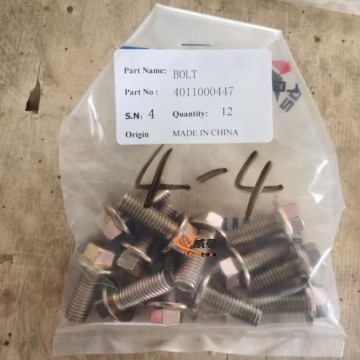 Part Name: BOLT
Part No : 4011000447
S.N: 4 Quantity: 12
Origin MADE IN CHINA
4-4